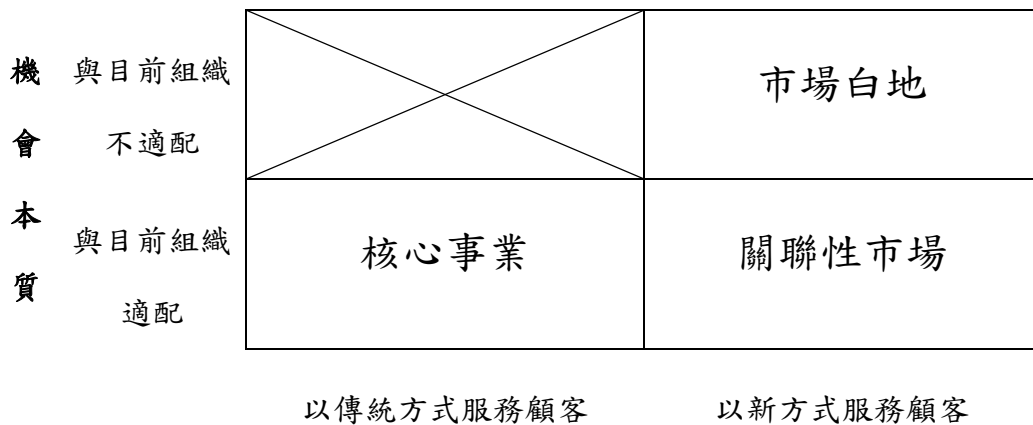 機會本質
與目前組織
不適配
市場白地
與目前組織
適配
核心事業
關聯性市場
以傳統方式服務顧客
以新方式服務顧客